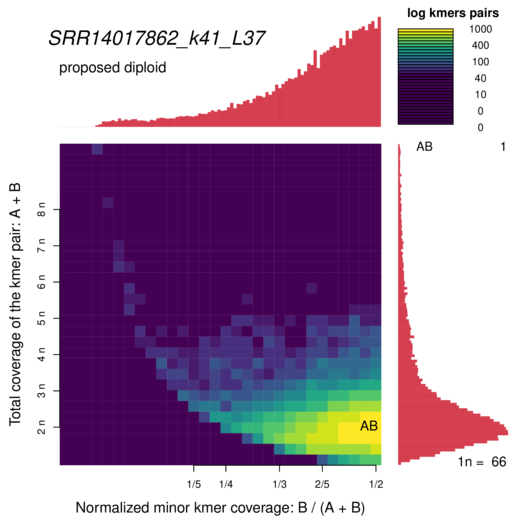 SRR14017862_k41_L37
proposed diploid
log kmers pairs
1000
400
100
40
10
0
0
AB 1
Total coverage of the kmer pair: A + B
8 n
7 n
6 n
5 n
4 n
3 n
2 n
AB
1n = 66
1/5 1/4 1/3 2/5 1/2
Normalized minor kmer coverage: B / (A + B)